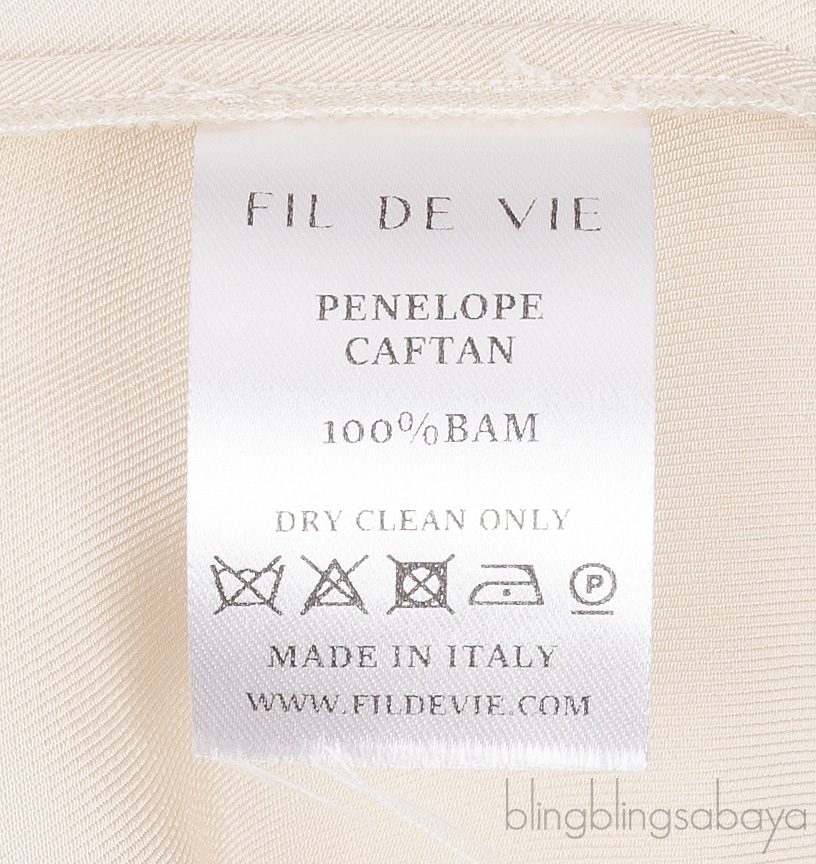 FIL DE VIE
PENELOPE
CAFTAN
100%BAM
DRY CLEAN ONLY
P
MADE IN ITALY
WWW.FILDEVIE.COM
blingblingsabaya